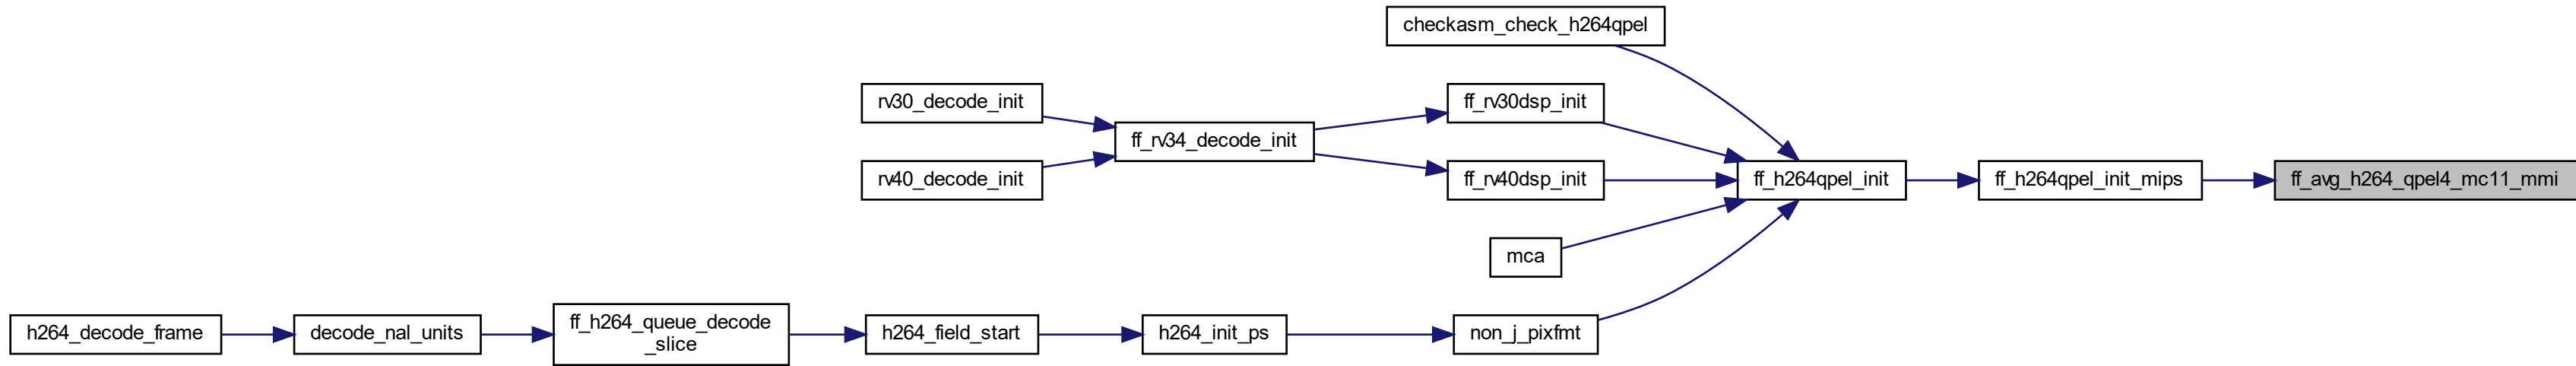 checkasm_check_h264qpel
rv30_decode_init
ff_rv30dsp_init
ff_rv34_decode_init
rv40_decode_init
ff_rv40dsp_init
ff_h264qpel_init
ff_h264qpel_init_mips
ff_avg_h264_qpel4_mc11_mmi
mca
h264_decode_frame
decode_nal_units
ff_h264_queue_decode
_slice
h264_field_start
h264_init_ps
non_j_pixfmt